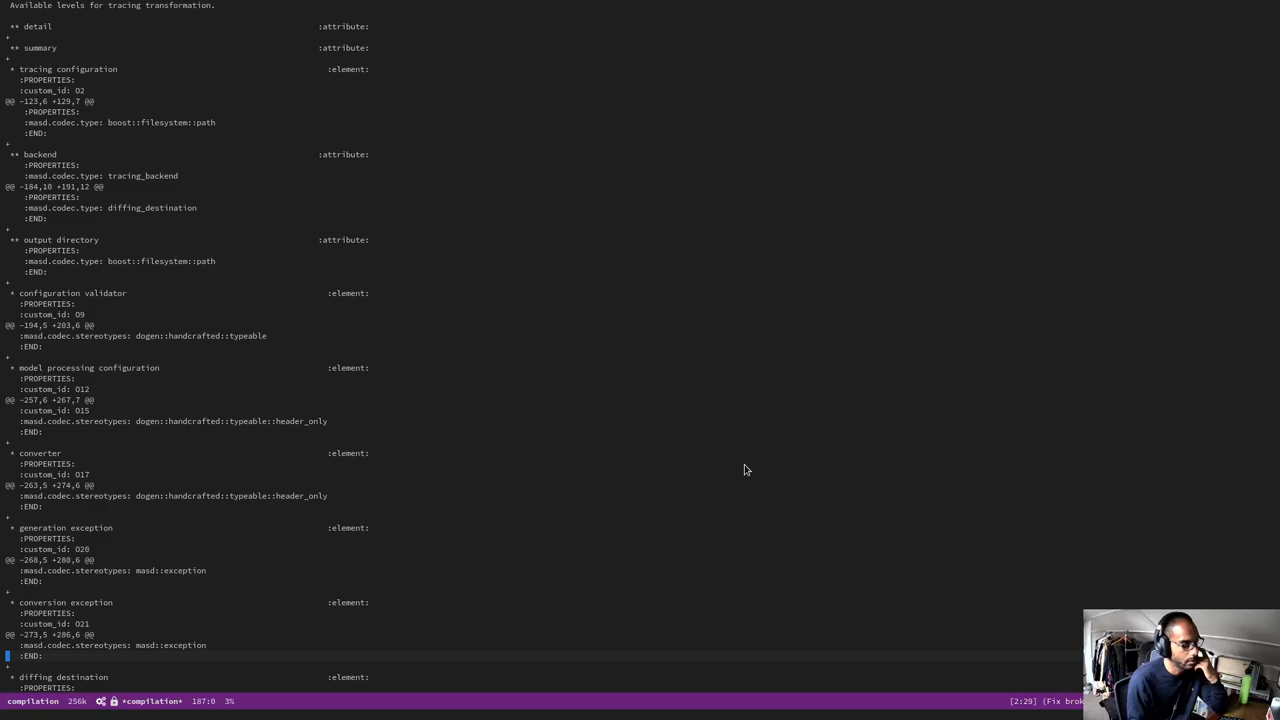 Available levels for tracing transformation.
** detail :attribute:
+
** summary :attribute:
+
* tracing configuration :element:
:PROPERTIES:
:custom_id: O2
@@ -123,6 +129,7 @@
:PROPERTIES:
:masd.codec.type: boost::filesystem::path
:END:
+
** backend :attribute:
:PROPERTIES:
:masd.codec.type: tracing_backend
@@ -184,10 +191,12 @@
:PROPERTIES:
:masd.codec.type: diffing_destination
:END:
+
** output directory :attribute:
:PROPERTIES:
:masd.codec.type: boost::filesystem::path
:END:
+
* configuration validator :element:
:PROPERTIES:
:custom_id: O9
@@ -194,5 +203,6 @@
:masd.codec.stereotypes: dogen::handcrafted::typeable
:END:
+
* model processing configuration :element:
:PROPERTIES:
:custom_id: O12
@@ -257,6 +267,7 @@
:custom_id: O15
:masd.codec.stereotypes: dogen::handcrafted::typeable::header_only
:END:
+
* converter :element:
:PROPERTIES:
:custom_id: O17
@@ -263,5 +274,6 @@
:masd.codec.stereotypes: dogen::handcrafted::typeable::header_only
:END:
+
* generation exception :element:
:PROPERTIES:
:custom_id: O20
@@ -268,5 +280,6 @@
:masd.codec.stereotypes: masd::exception
:END:
+
* conversion exception :element:
:PROPERTIES:
:custom_id: O21
@@ -273,5 +286,6 @@
:masd.codec.stereotypes: masd::exception
:END:
+
* diffing destination :element:
:PROPERTIES:
compilation 256k *compilation* 187:0 3% [2:29] (Fix brok